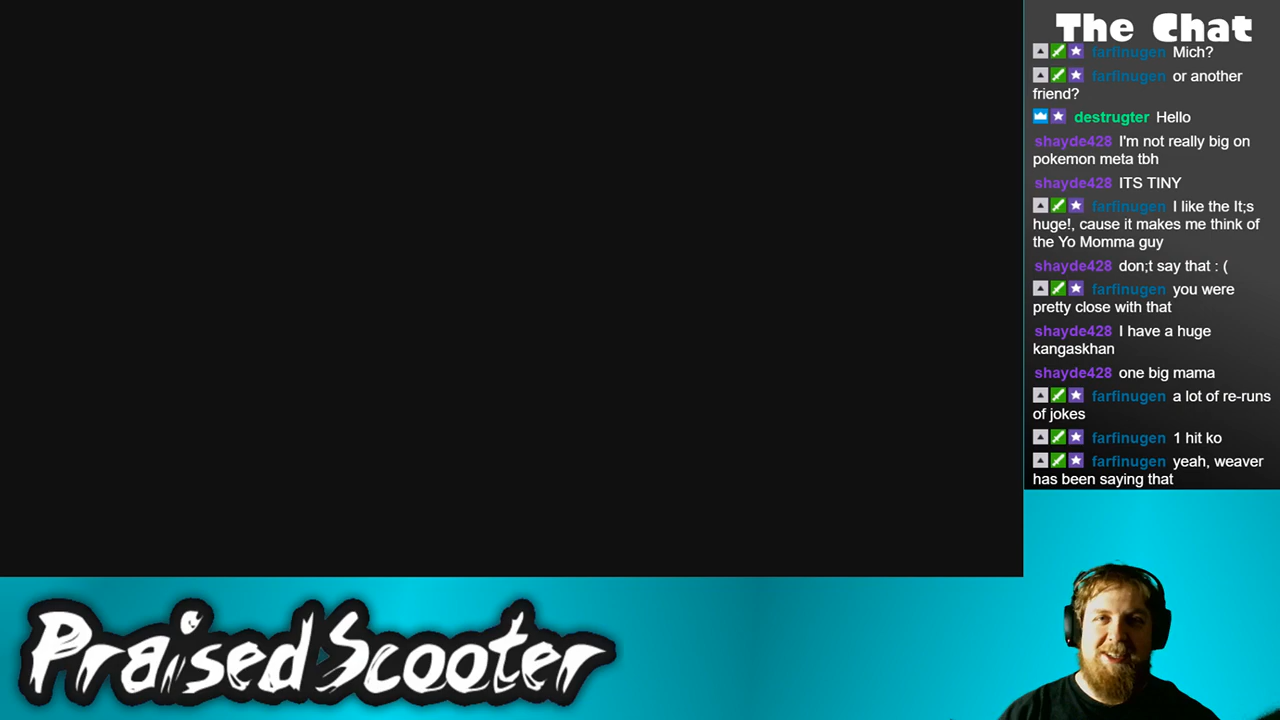 The Chat
farfinugen Mich?
farfinugen or another
friend?
destrugter Hello
shayde428 I'm not really big on
pokemon meta tbh
shayde428 ITS TINY
farfinugen I like the It;s
huge!, cause it makes me think of
the Yo Momma guy
shayde428 don;t say that : (
farfinugen you were
pretty close with that
shayde428 I have a huge
kangaskhan
shayde428 one big mama
farfinugen a lot of re-runs
of jokes
farfinugen 1 hit ko
farfinugen yeah, weaver
has been saying that
PraisedScooter